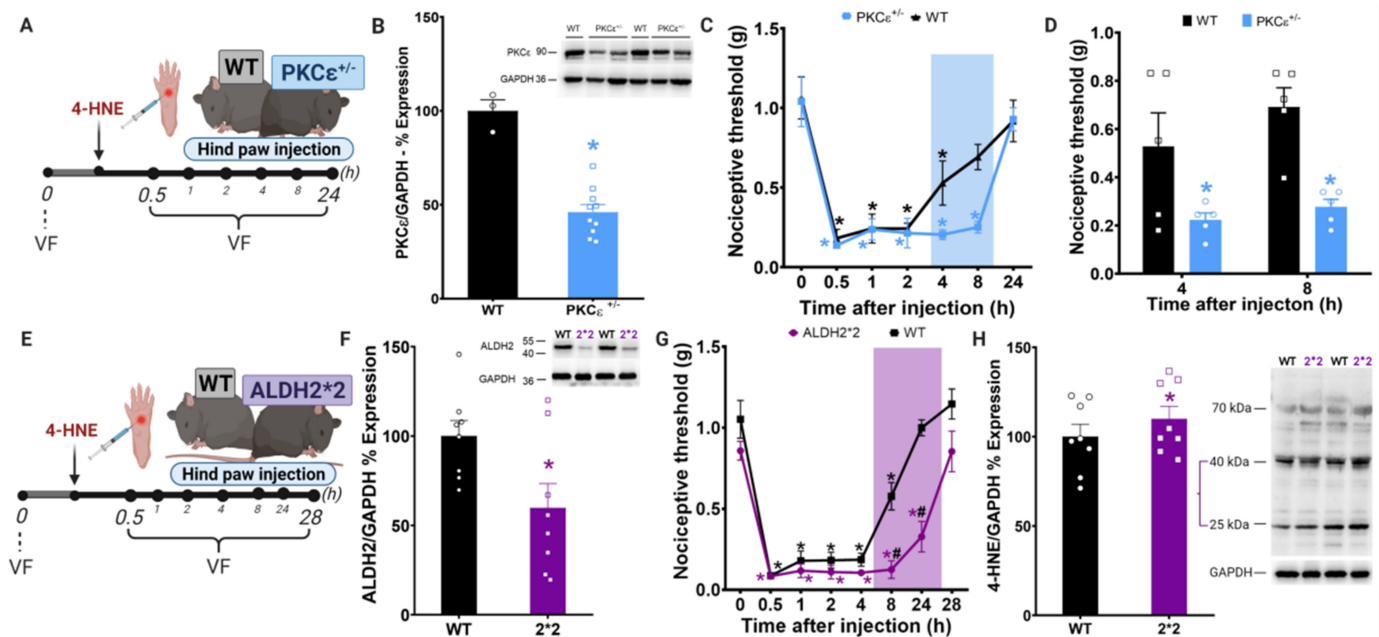 A
4-HNE
WT
PKCε+/-
Hind paw injection
(h)
0
0.5
1
2
4
8
24
VF
VF
B
PKCε/GAPDH - % Expression
150
100
50
0
WT
PKCε +/-
*
WT PKCε+/- WT PKCε+/-
PKCε 90
GAPDH 36
C
PKCε+/-
WT
Nociceptive threshold (g)
1.5
1.0
0.5
0.0
* * * * * * * * *
0 0.5 1 2 4 8 24
Time after injection (h)
D
WT
PKCε+/-
Nociceptive threshold (g)
1.0
0.8
0.6
0.4
0.2
0.0
* *
4 8
Time after injecton (h)
E
4-HNE
WT
ALDH2*2
Hind paw injection
(h)
0
0.5
1
2
4
8
24
28
VF
VF
F
ALDH2/GAPDH % Expression
150
100
50
0
WT
2*2
*
WT 2*2 WT 2*2
ALDH2
55
40
GAPDH
36
G
ALDH2*2
WT
Nociceptive threshold (g)
1.5
1.0
0.5
0.0
* * * * * * * * * *# *#
0 0.5 1 2 4 8 24 28
Time after injection (h)
H
4-HNE/GAPDH % Expression
150
100
50
0
WT
2*2
*
WT 2*2 WT 2*2
70 kDa
40 kDa
25 kDa
GAPDH